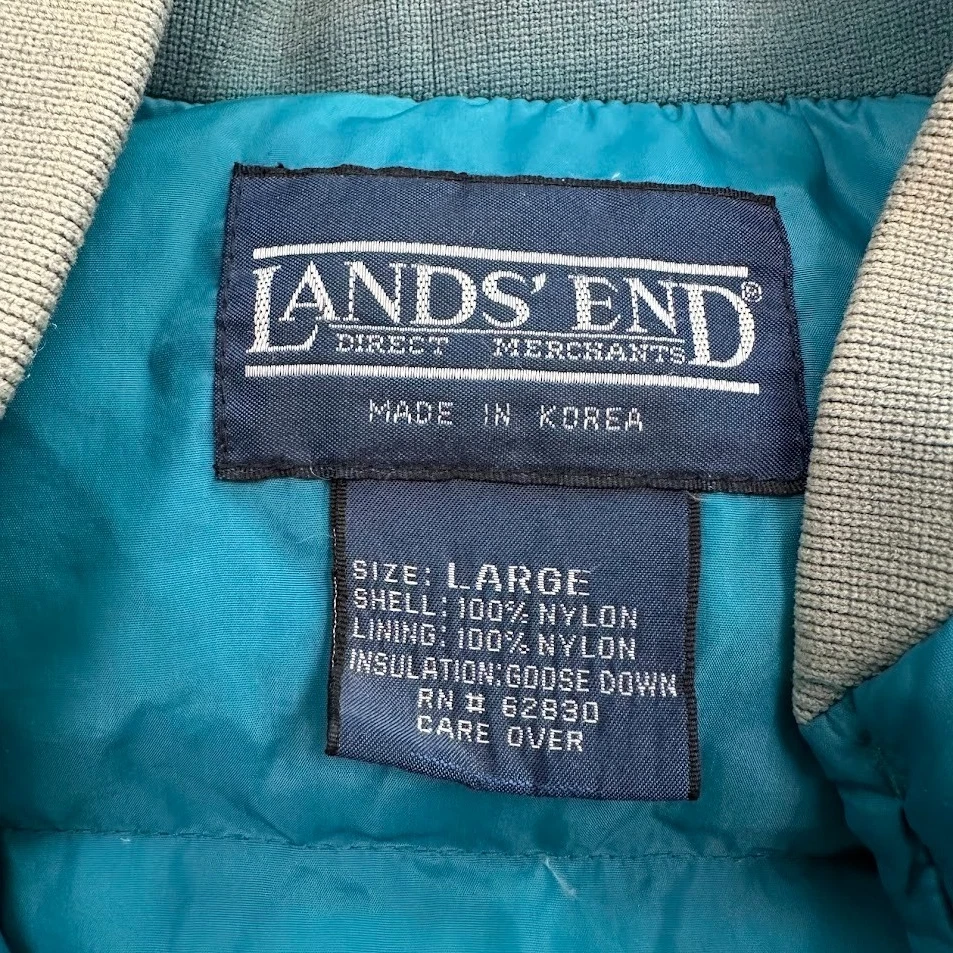 LANDS' END®
DIRECT MERCHANTS
MADE IN KOREA
SIZE: LARGE
SHELL: 100% NYLON
LINING: 100% NYLON
INSULATION: GOOSE DOWN
RN # 62830
CARE OVER